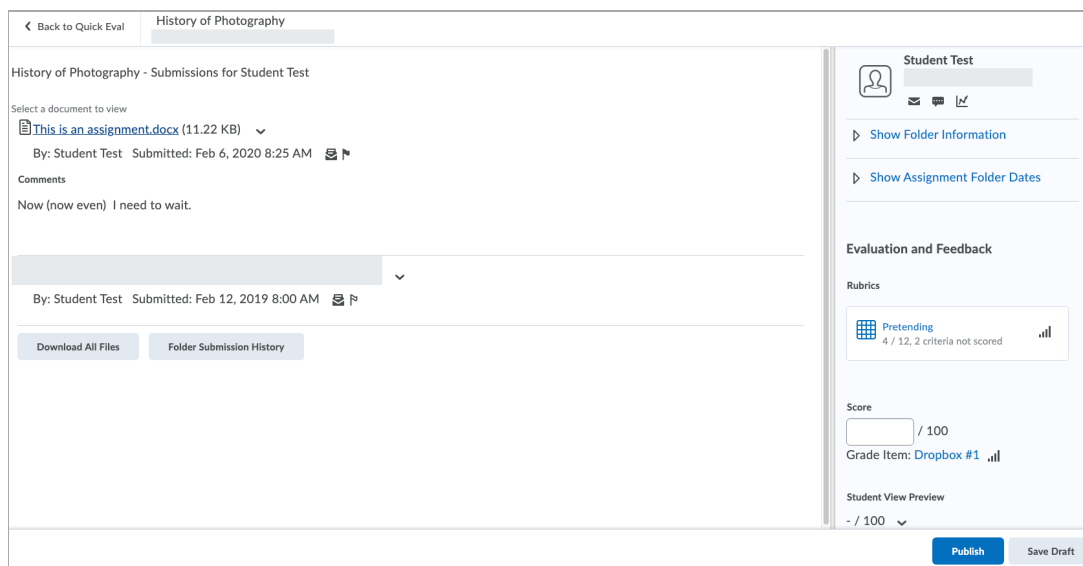 Back to Quick Eval
History of Photography
History of Photography - Submissions for Student Test
Select a document to view
This is an assignment.docx (11.22 KB)
By: Student Test Submitted: Feb 6, 2020 8:25 AM
Comments
Now (now even) I need to wait.
By: Student Test Submitted: Feb 12, 2019 8:00 AM
Download All Files Folder Submission History
Student Test
Show Folder Information
Show Assignment Folder Dates
Evaluation and Feedback
Rubrics
Pretending
4 / 12, 2 criteria not scored
Score
/ 100
Grade Item: Dropbox #1
Student View Preview
- / 100
Publish Save Draft